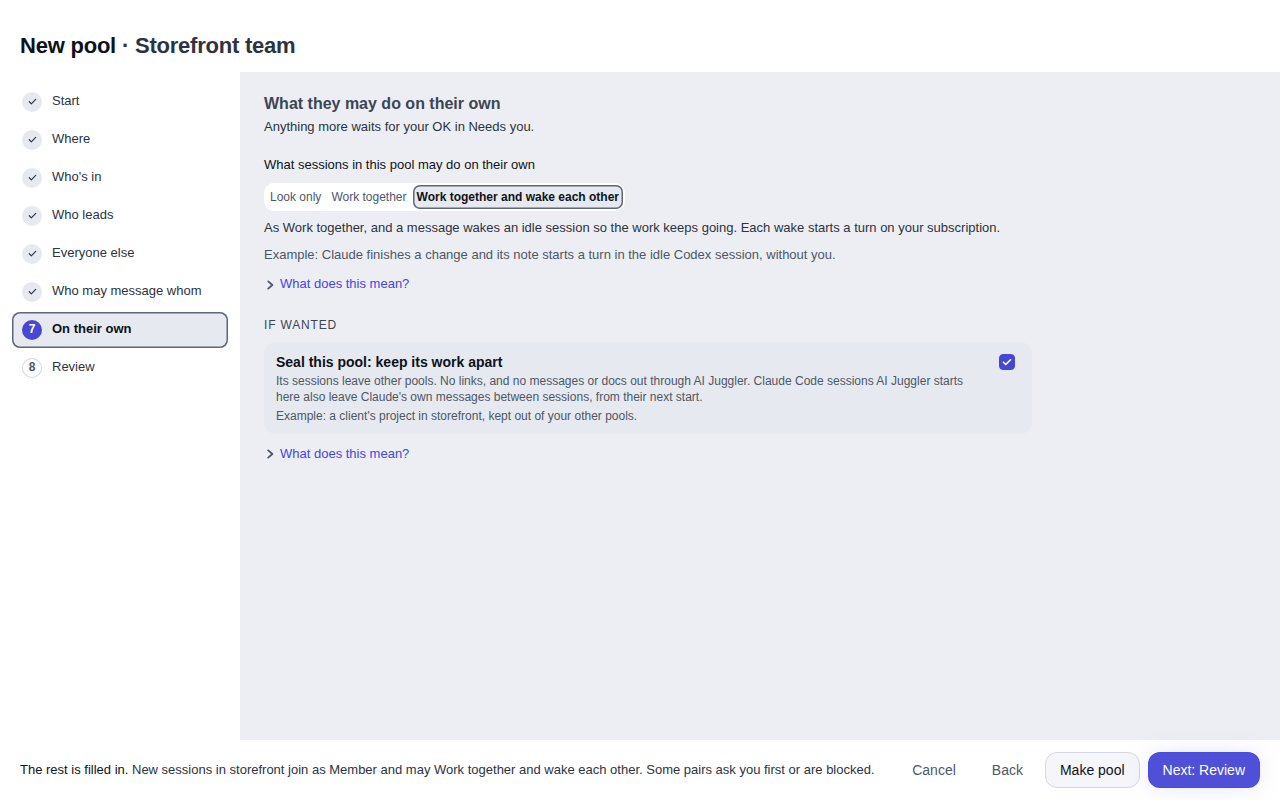 New pool · Storefront team
Start
Where
Who's in
Who leads
Everyone else
Who may message whom
7 On their own
8 Review
What they may do on their own
Anything more waits for your OK in Needs you.
What sessions in this pool may do on their own
Look only Work together Work together and wake each other
As Work together, and a message wakes an idle session so the work keeps going. Each wake starts a turn on your subscription.
Example: Claude finishes a change and its note starts a turn in the idle Codex session, without you.
What does this mean?
IF WANTED
Seal this pool: keep its work apart
Its sessions leave other pools. No links, and no messages or docs out through AI Juggler. Claude Code sessions AI Juggler starts
here also leave Claude's own messages between sessions, from their next start.
Example: a client's project in storefront, kept out of your other pools.
What does this mean?
The rest is filled in. New sessions in storefront join as Member and may Work together and wake each other. Some pairs ask you first or are blocked.
Cancel Back Make pool Next: Review